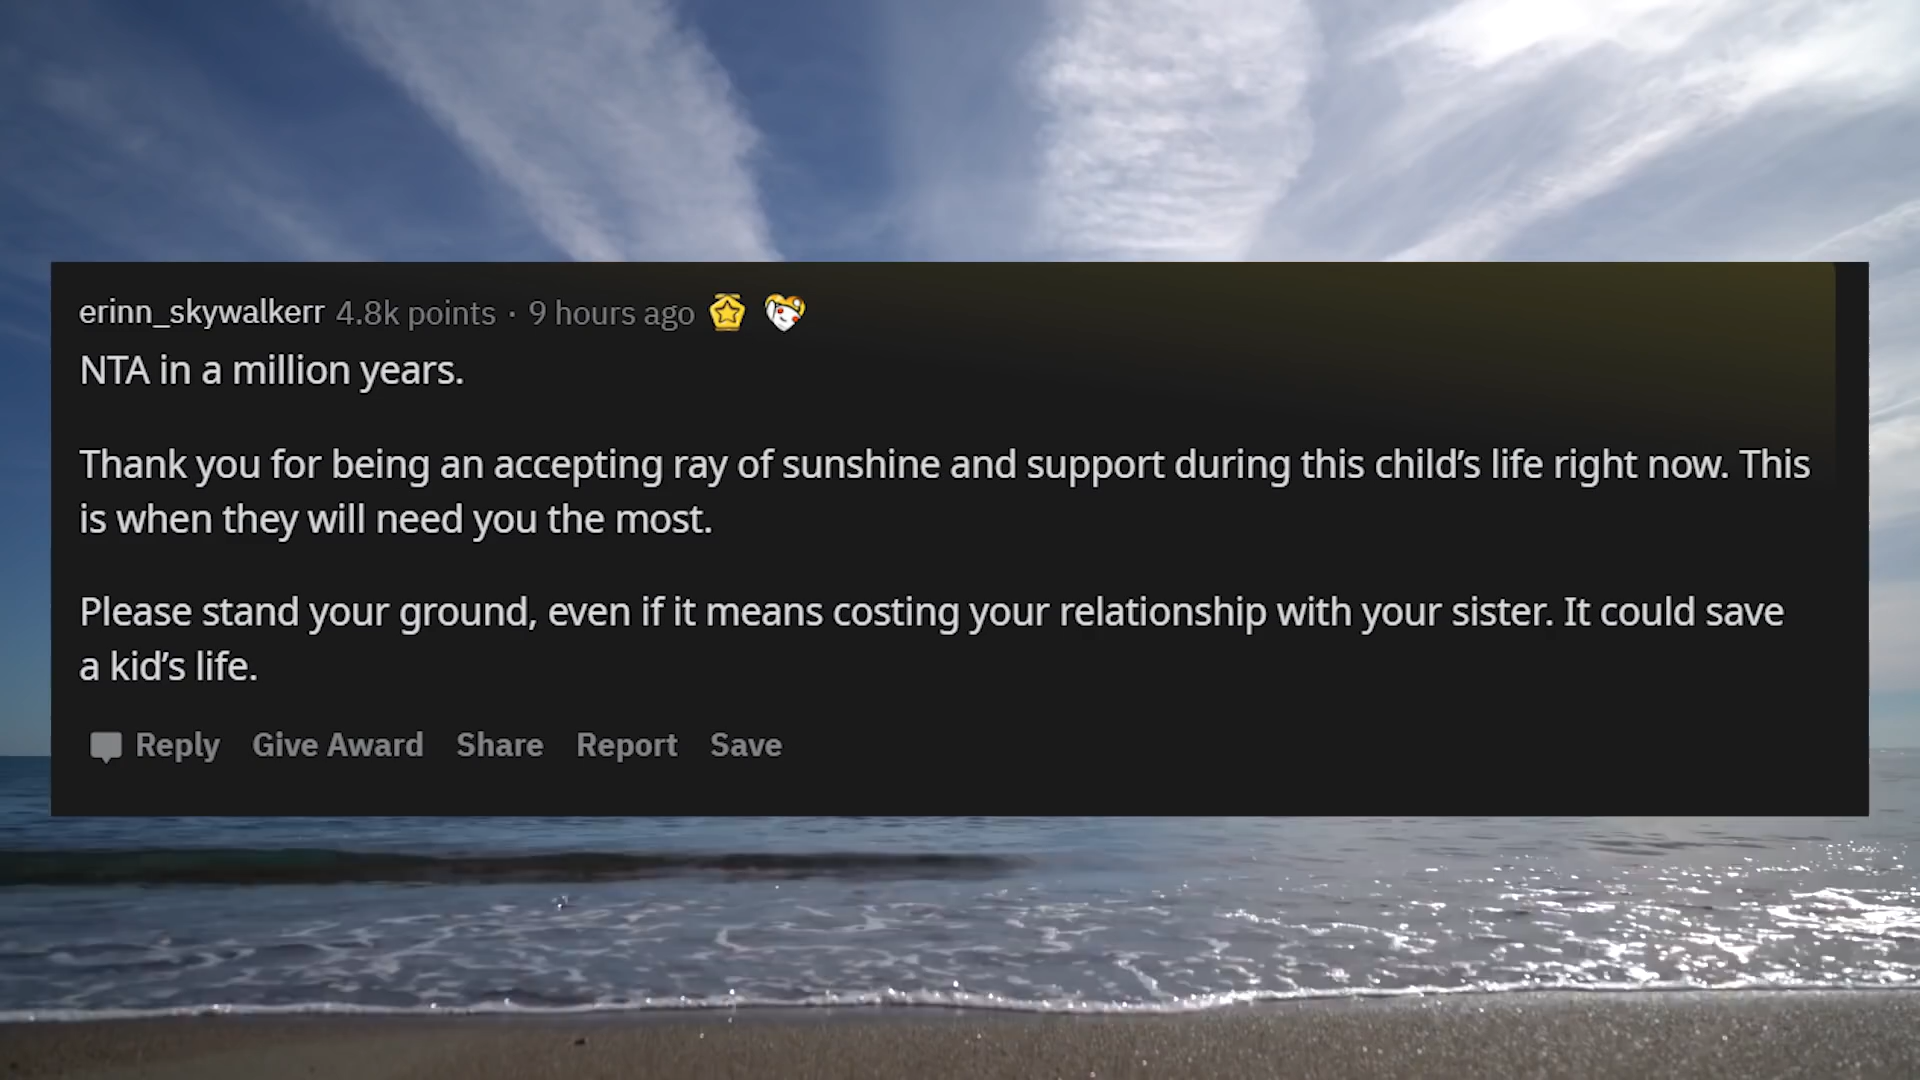 erinn_skywalkerr 4.8k points · 9 hours ago
NTA in a million years.
Thank you for being an accepting ray of sunshine and support during this child’s life right now. This
is when they will need you the most.
Please stand your ground, even if it means costing your relationship with your sister. It could save
a kid’s life.
Reply Give Award Share Report Save